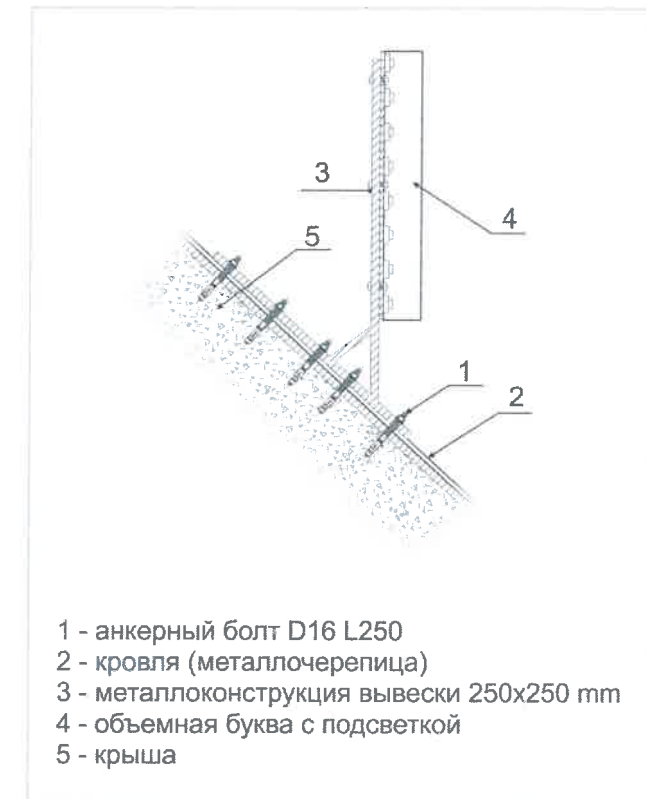 3
4
5
1
2
1 - анкерный болт D16 L250
2 - кровля (металлочерепица)
3 - металлоконструкция вывески 250x250 mm
4 - объемная буква с подсветкой
5 - крыша